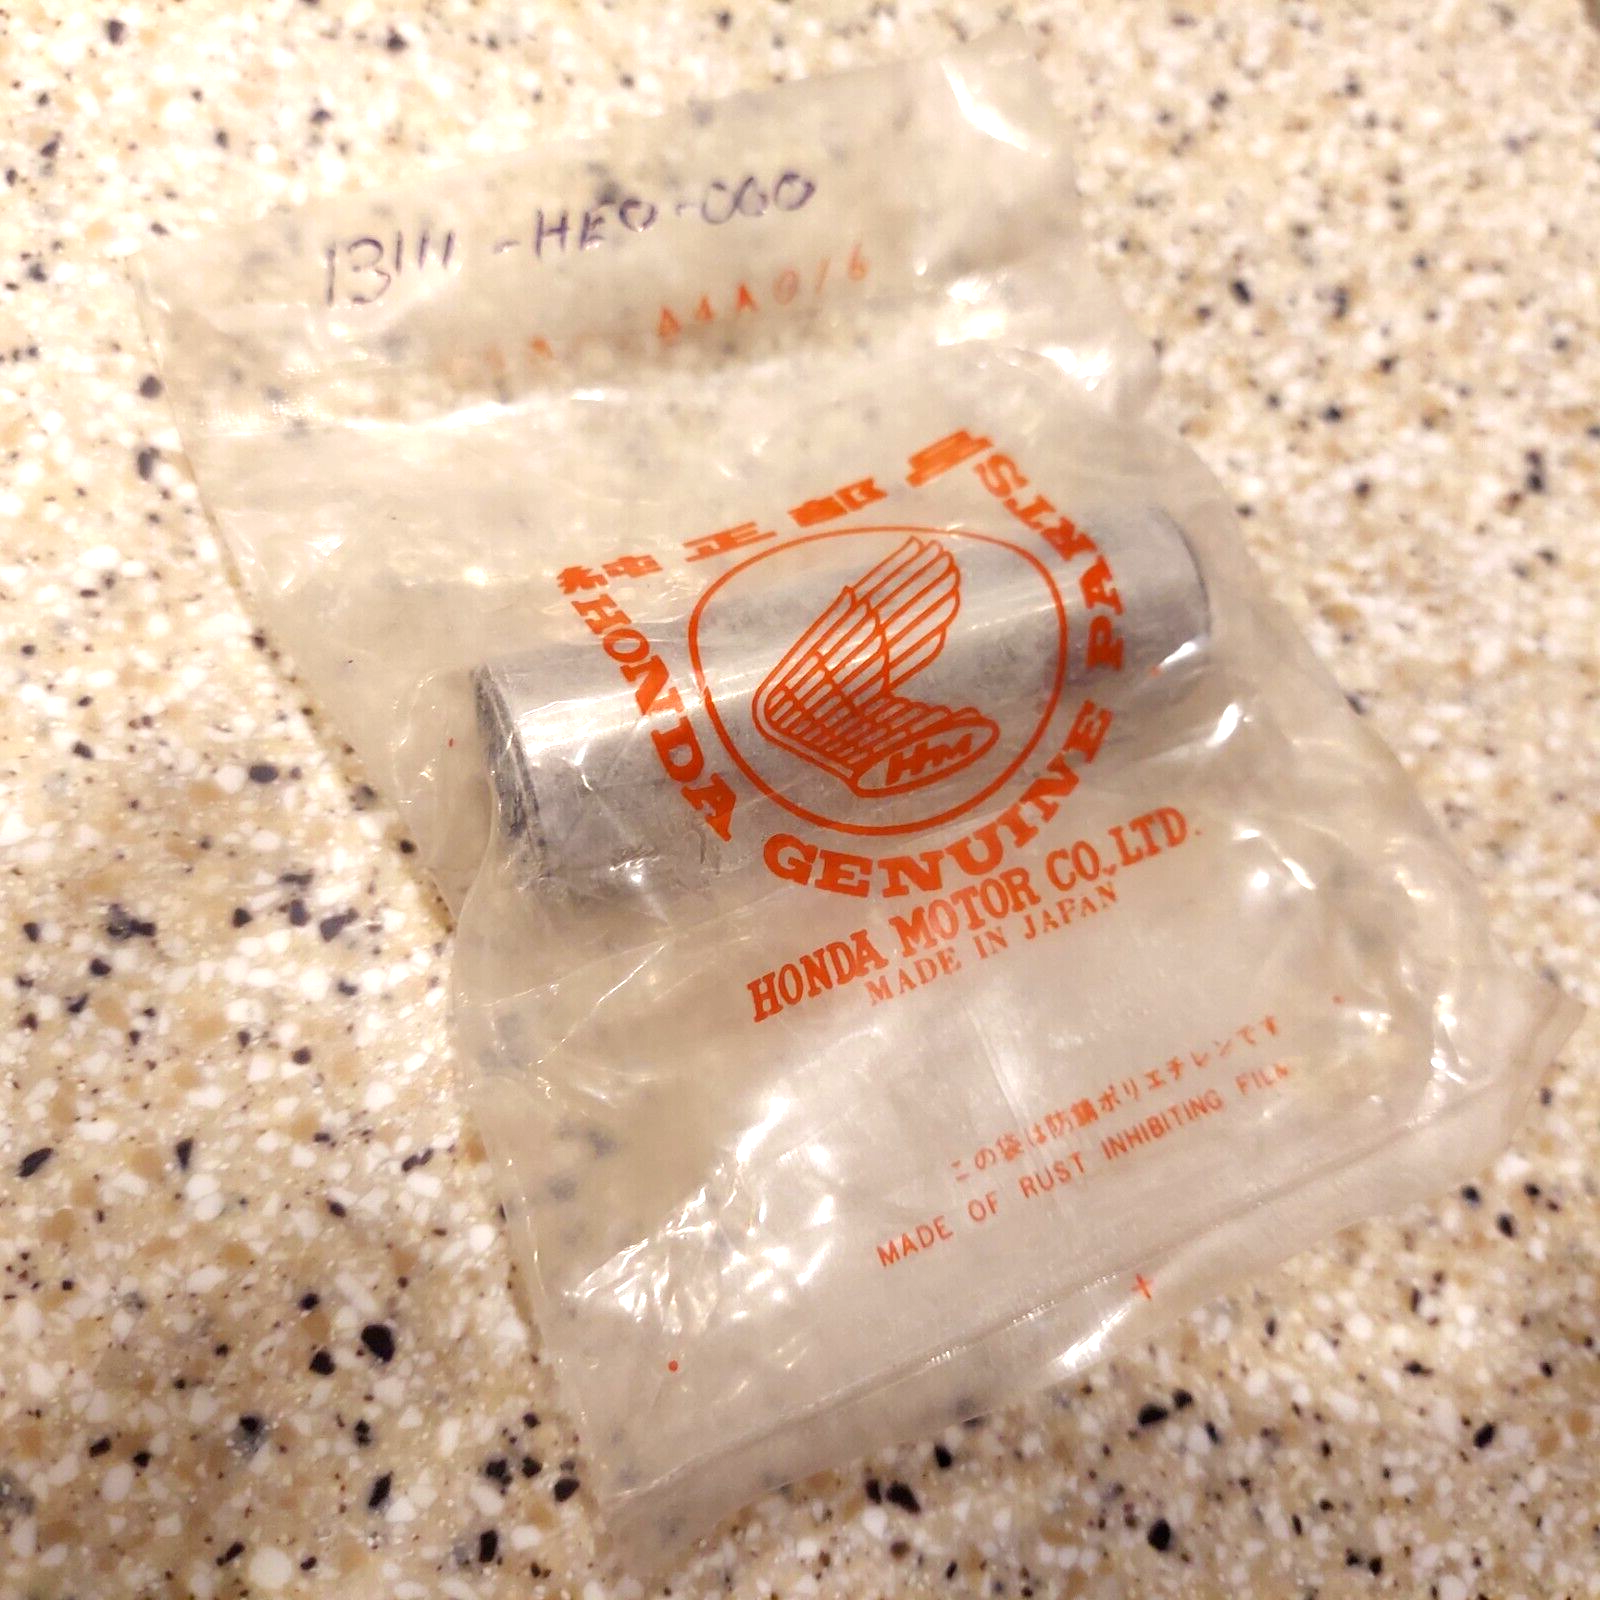 13111-HE0-000
A4A016
純正部品
HONDA GENUINE PARTS
HM
HONDA MOTOR CO., LTD.
MADE IN JAPAN
この袋は防錆ポリエチレンです
MADE OF RUST INHIBITING FILM